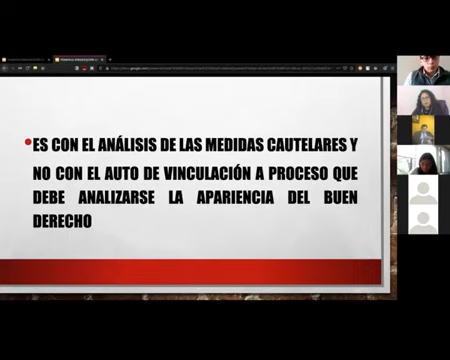 •ES CON EL ANÁLISIS DE LAS MEDIDAS CAUTELARES Y
NO CON EL AUTO DE VINCULACIÓN A PROCESO QUE
DEBE ANALIZARSE LA APARIENCIA DEL BUEN
DERECHO